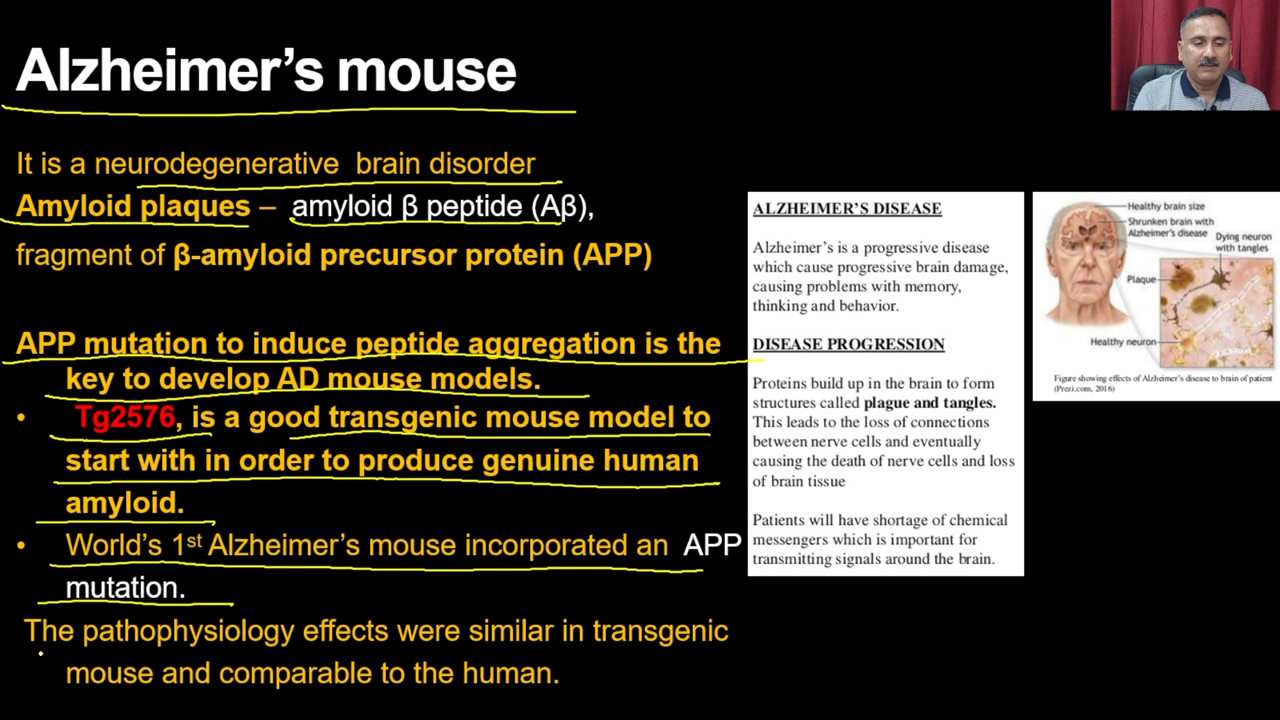 Alzheimer’s mouse
It is a neurodegenerative brain disorder
Amyloid plaques – amyloid β peptide (Aβ),
fragment of β-amyloid precursor protein (APP)
APP mutation to induce peptide aggregation is the
key to develop AD mouse models.
• Tg2576, is a good transgenic mouse model to
start with in order to produce genuine human
amyloid.
• World’s 1st Alzheimer’s mouse incorporated an APP
mutation.
The pathophysiology effects were similar in transgenic
mouse and comparable to the human.
ALZHEIMER’S DISEASE
Alzheimer’s is a progressive disease
which cause progressive brain damage,
causing problems with memory,
thinking and behavior.
DISEASE PROGRESSION
Proteins build up in the brain to form
structures called plague and tangles.
This leads to the loss of connections
between nerve cells and eventually
causing the death of nerve cells and loss
of brain tissue
Patients will have shortage of chemical
messengers which is important for
transmitting signals around the brain.
Healthy brain size
Shrunken brain with
Alzheimer’s disease
Dying neuron
with tangles
Plaque
Healthy neuron
Figure showing effects of Alzheimer’s disease to brain of patient
(Prezi.com, 2016)